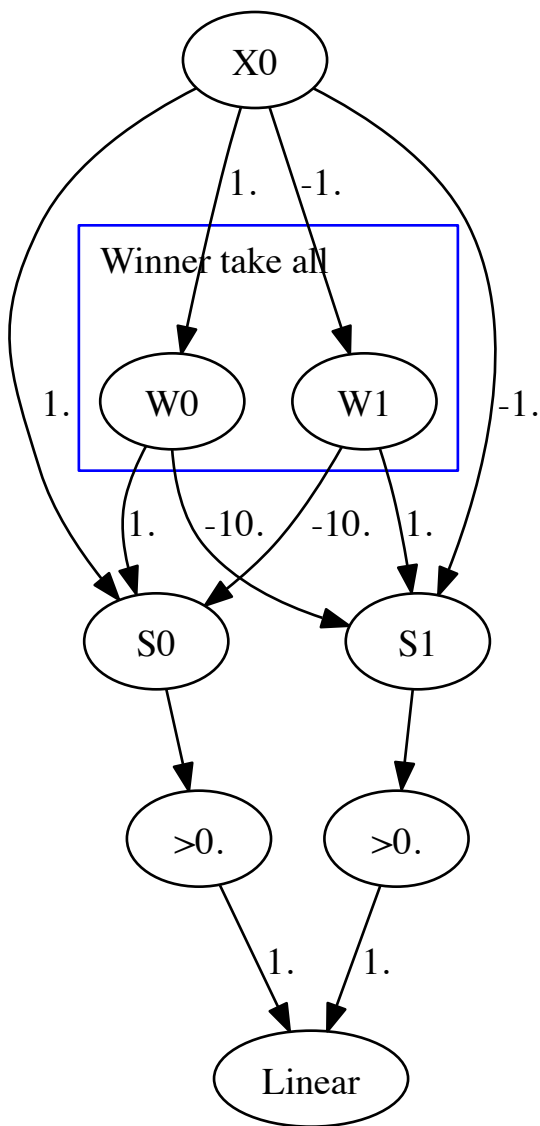 X0
1. -1.
Winner take all
W0 W1
1. -1.
1. -10. -10. 1.
S0 S1
>0. >0.
1. 1.
Linear